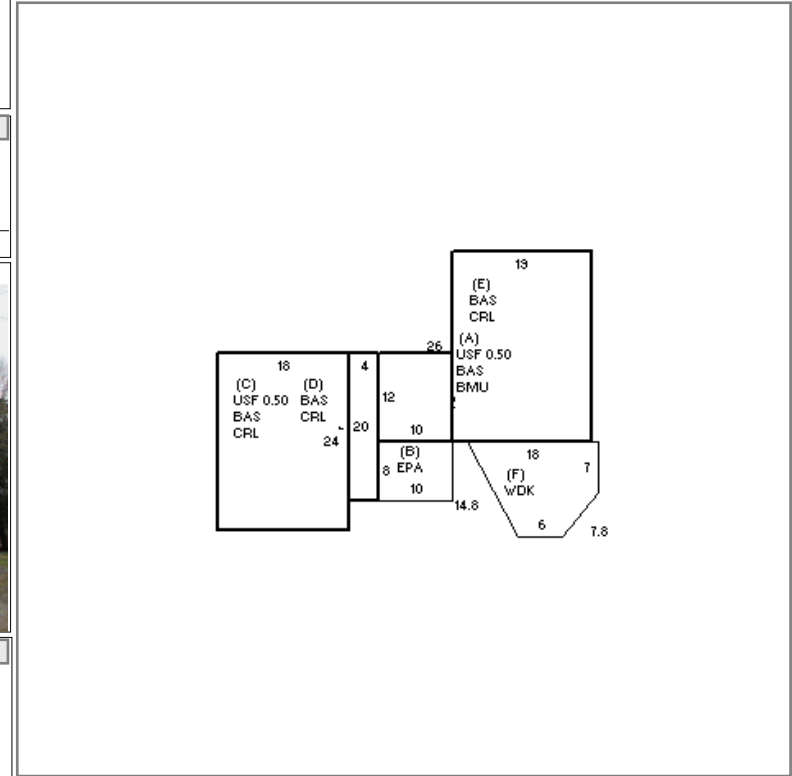 19
(E)
BAS
CRL
26
(A)
USF 0.50
BAS
BMU
18
4
(C) (D)
USF 0.50 BAS
BAS CRL
CRL
12
20
24
10
(B)
8 EPA
10
18
7
(F)
WDK
14.8
6
7.8